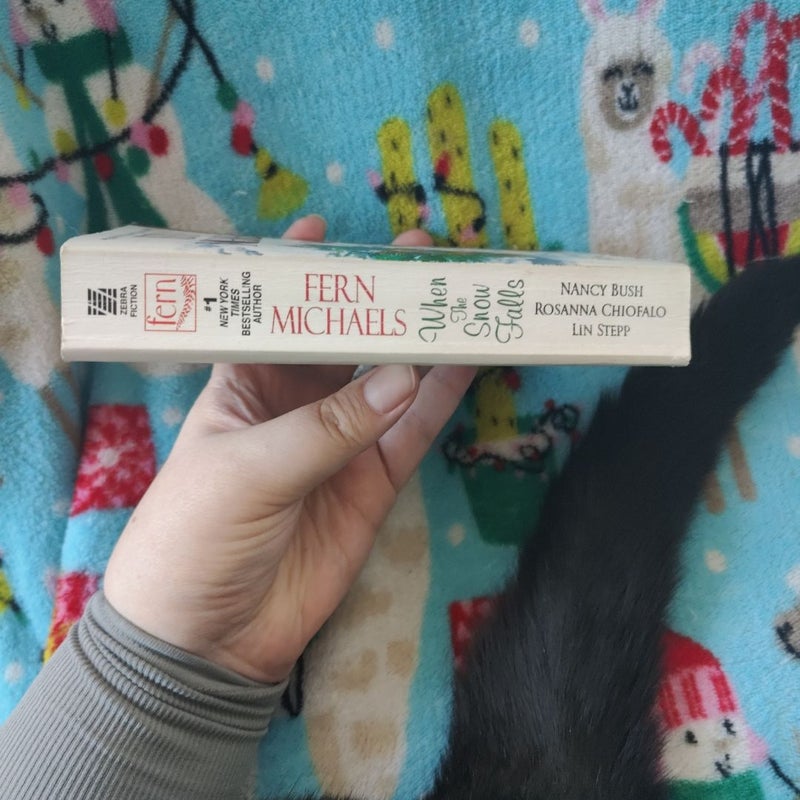 ZEBRA
FICTION
fern
#1
NEW YORK
TIMES
BESTSELLING
AUTHOR
FERN
MICHAELS
When
The
Snow
Falls
NANCY BUSH
ROSANNA CHIOFALO
LIN STEPP